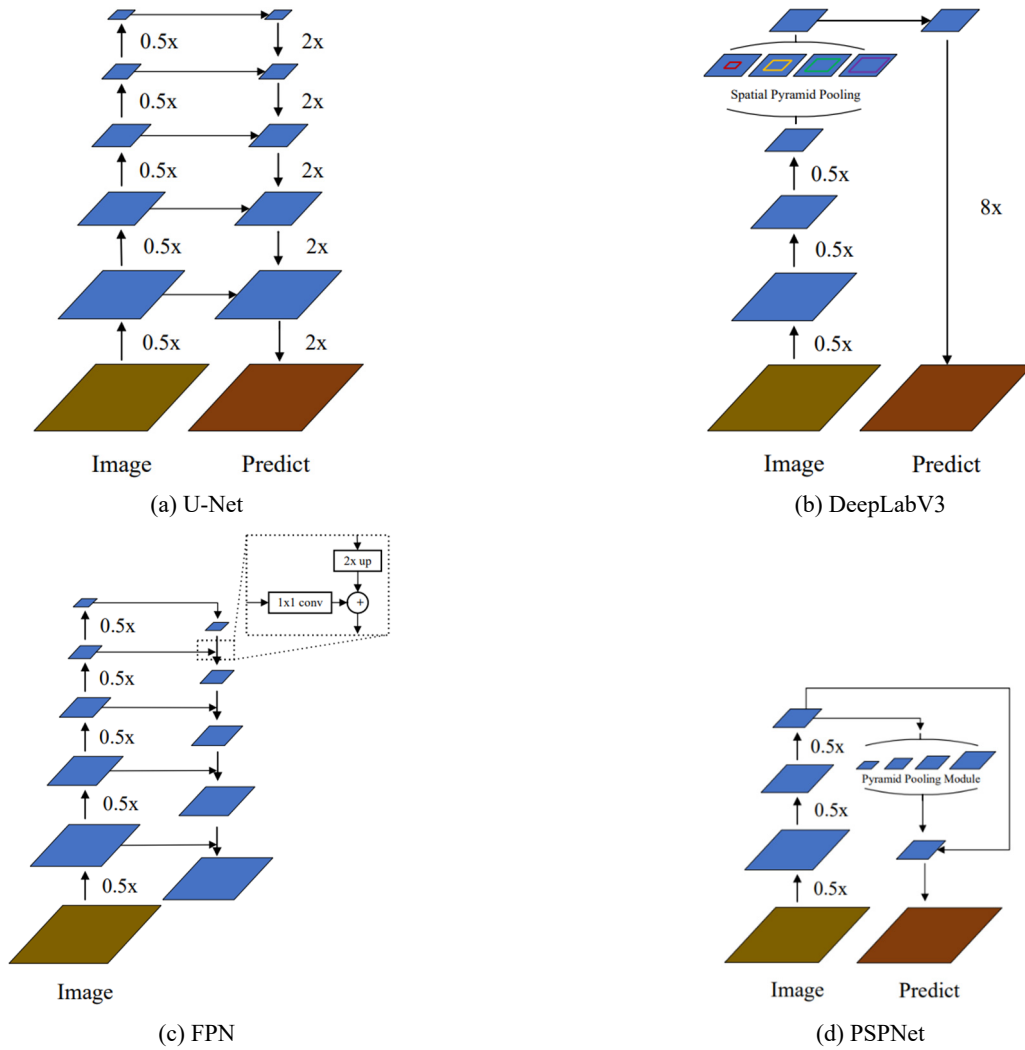 0.5x
2x
0.5x
2x
0.5x
2x
0.5x
2x
0.5x
2x
Image
Predict
(a) U-Net
Spatial Pyramid Pooling
0.5x
0.5x
0.5x
8x
Image
Predict
(b) DeepLabV3
2x up
1x1 conv
+
0.5x
0.5x
0.5x
0.5x
0.5x
Image
(c) FPN
Pyramid Pooling Module
0.5x
0.5x
0.5x
Image
Predict
(d) PSPNet